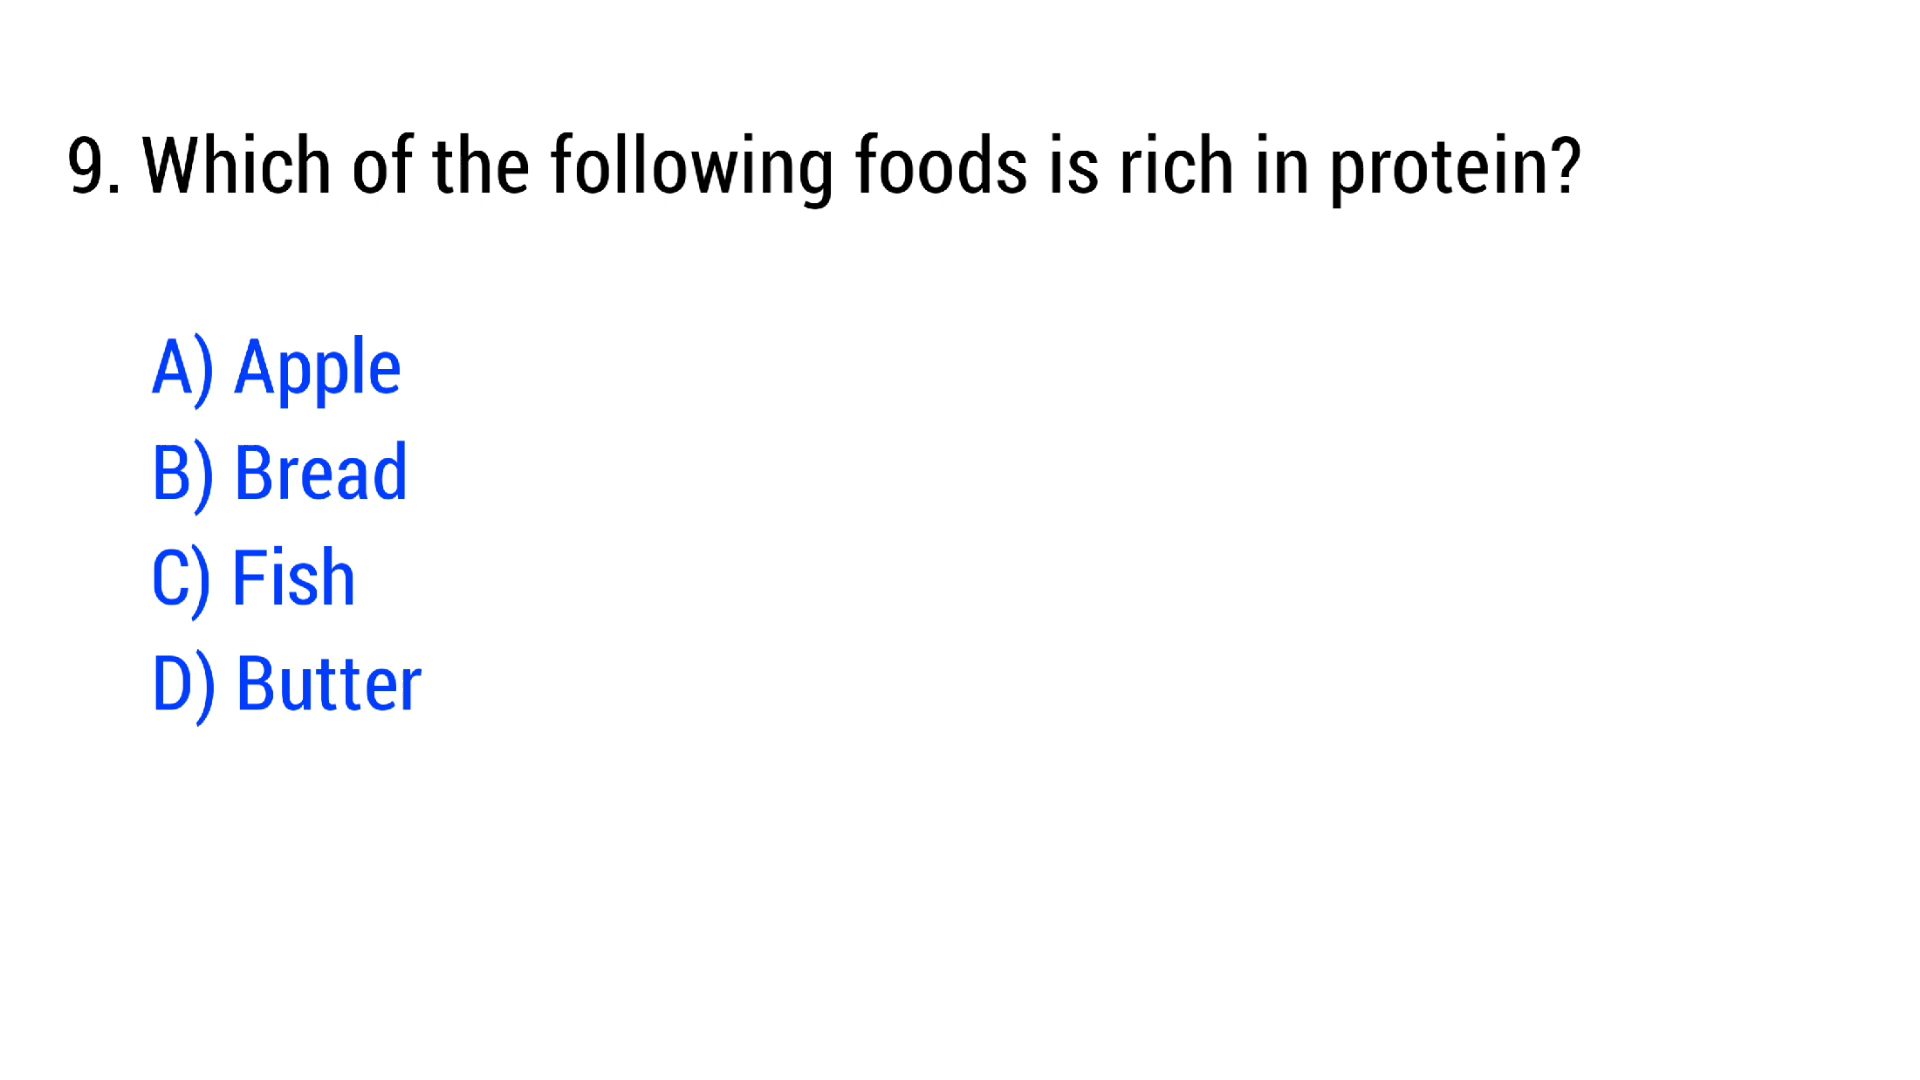 9. Which of the following foods is rich in protein?
A) Apple
B) Bread
C) Fish
D) Butter